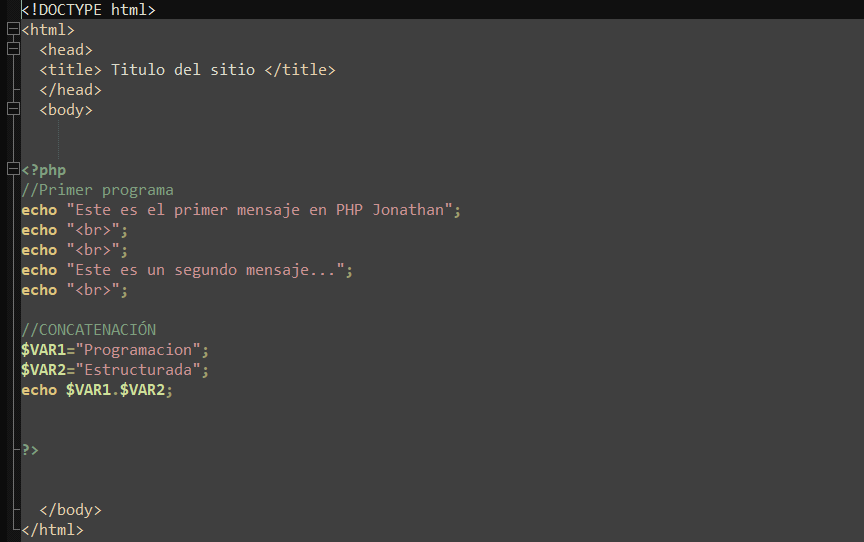 <!DOCTYPE html>
<html>
<head>
<title> Titulo del sitio </title>
</head>
<body>
<?php
//Primer programa
echo "Este es el primer mensaje en PHP Jonathan";
echo "<br>";
echo "<br>";
echo "Este es un segundo mensaje...";
echo "<br>";
//CONCATENACIÓN
$VAR1="Programacion";
$VAR2="Estructurada";
echo $VAR1.$VAR2;
?>
</body>
</html>